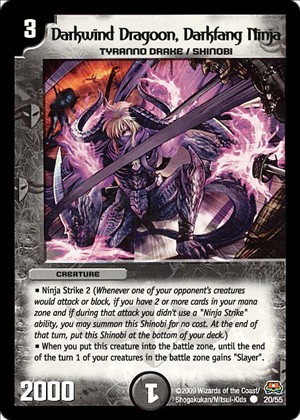 3
Darkwind Dragoon, Darkfang Ninja
TYRANNO DRAKE / SHINOBI
CREATURE
■ Ninja Strike 2 (Whenever one of your opponent's creatures
would attack or block, if you have 2 or more cards in your mana
zone and if during that attack you didn't use a "Ninja Strike"
ability, you may summon this Shinobi for no cost. At the end of
that turn, put this Shinobi at the bottom of your deck.)
■ When you put this creature into the battle zone, until the end of
the turn 1 of your creatures in the battle zone gains "Slayer".
2000
1
©2009 Wizards of the Coast/
Shogakukan/Mitsui-Kids
20/55